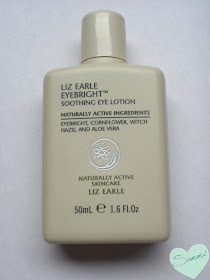 LIZ EARLE
EYEBRIGHT™
SOOTHING EYE LOTION
NATURALLY ACTIVE INGREDIENTS
EYEBRIGHT, CORNFLOWER, WITCH
HAZEL AND ALOE VERA
NATURALLY ACTIVE
SKINCARE
LIZ EARLE
50mL ℮ 1.6 Fl Oz